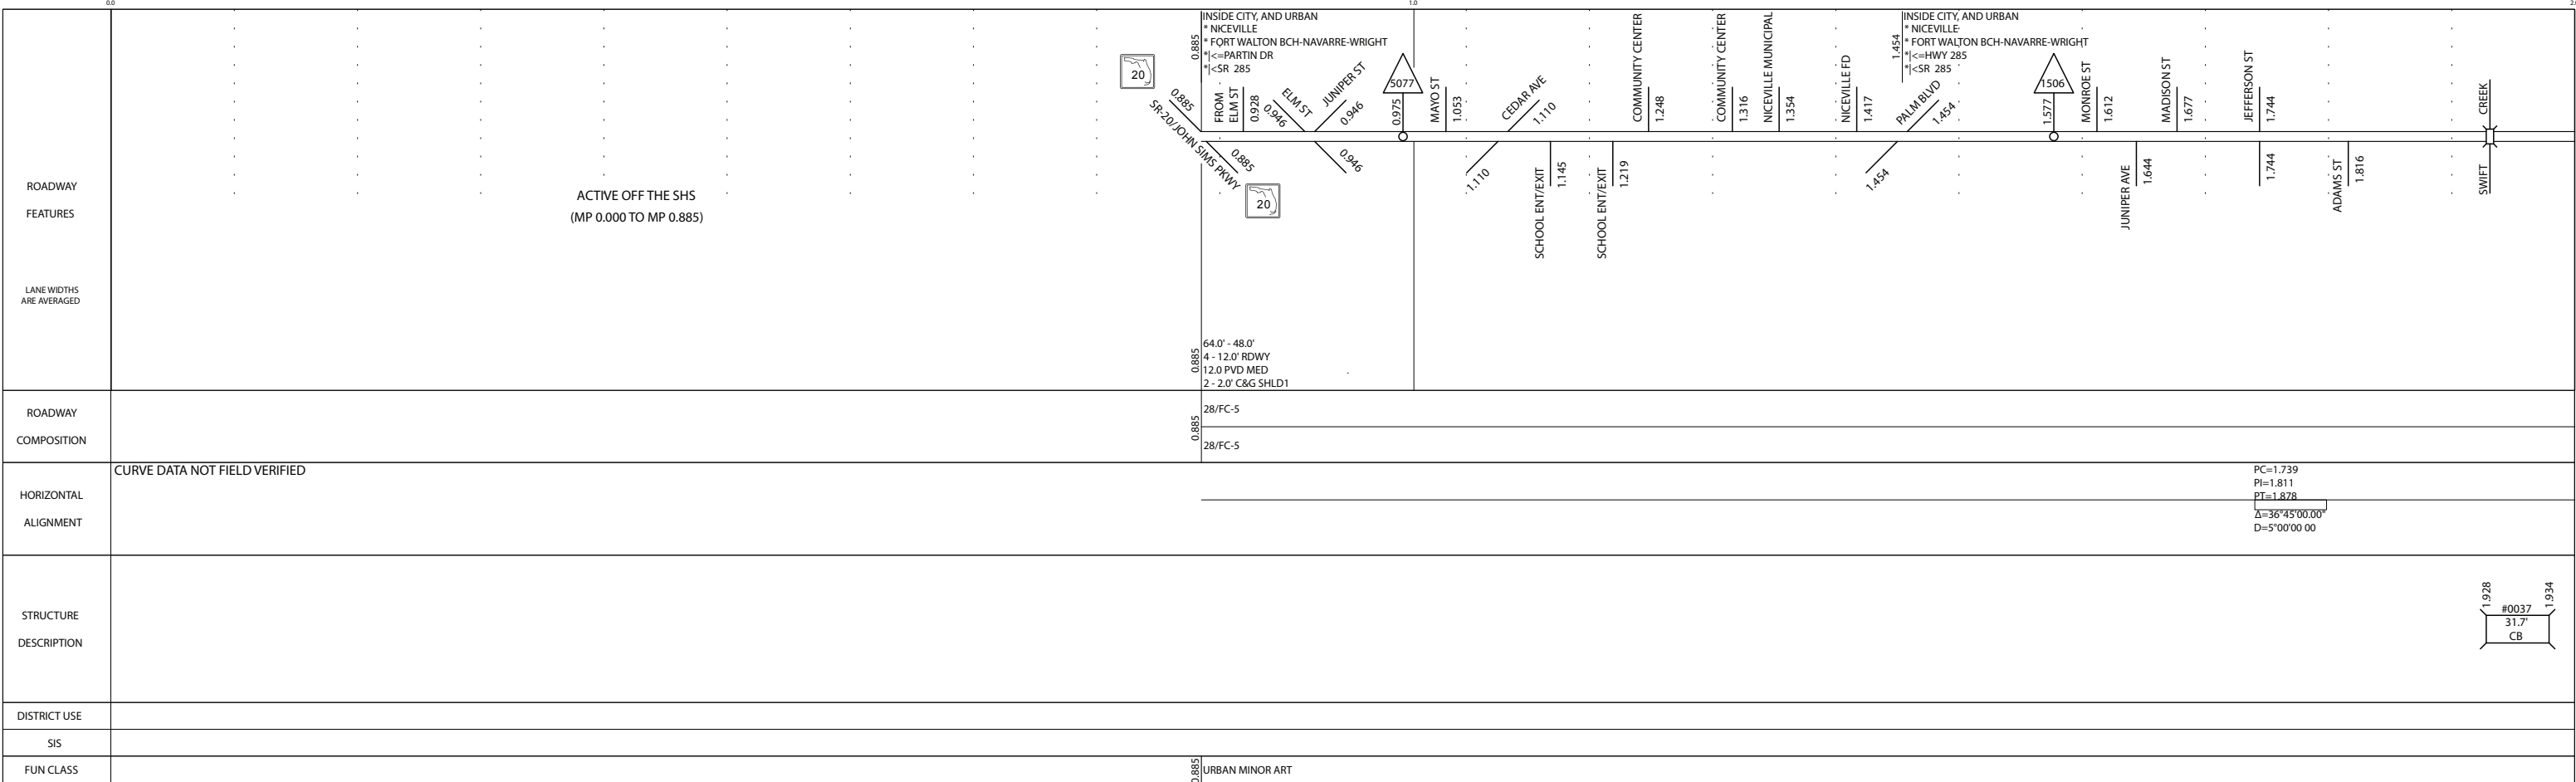 0.0
1.0
2.0
ROADWAY
FEATURES
LANE WIDTHS
ARE AVERAGED
ACTIVE OFF THE SHS
(MP 0.000 TO MP 0.885)
20
0.885
SR-20/JOHN SIMS PKWY
0.885
20
0.885
INSIDE CITY, AND URBAN
* NICEVILLE
* FORT WALTON BCH-NAVARRE-WRIGHT
*|<=PARTIN DR
*|<SR 285
FROM
ELM ST
0.928
ELM ST
0.946
JUNIPER ST
0.946
0.946
5077
0.975
MAYO ST
1.053
CEDAR AVE
1.110
1.110
SCHOOL ENT/EXIT
1.145
SCHOOL ENT/EXIT
1.219
COMMUNITY CENTER
1.248
COMMUNITY CENTER
1.316
NICEVILLE MUNICIPAL
1.354
NICEVILLE FD
1.417
1.454
INSIDE CITY, AND URBAN
* NICEVILLE
* FORT WALTON BCH-NAVARRE-WRIGHT
*|<=HWY 285
*|<SR 285
PALM BLVD
1.454
1.454
1506
1.577
MONROE ST
1.612
JUNIPER AVE
1.644
MADISON ST
1.677
JEFFERSON ST
1.744
1.744
ADAMS ST
1.816
SWIFT CREEK
0.885
64.0' - 48.0'
4 - 12.0' RDWY
12.0 PVD MED
2 - 2.0' C&G SHLD1
ROADWAY
COMPOSITION
0.885
28/FC-5
28/FC-5
HORIZONTAL
ALIGNMENT
CURVE DATA NOT FIELD VERIFIED
PC=1.739
PI=1.811
PT=1.878
Δ=36°45'00.00"
D=5°00'00 00
STRUCTURE
DESCRIPTION
1.928
1.934
#0037
31.7'
CB
DISTRICT USE
SIS
FUN CLASS
0.885
URBAN MINOR ART